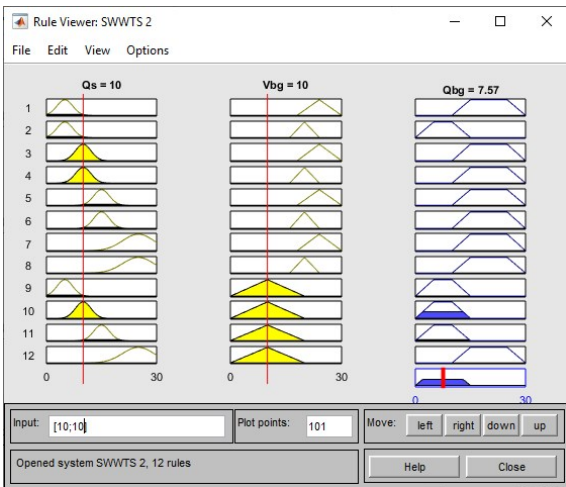 Rule Viewer: SWWTS 2
File Edit View Options
Qs = 10 Vbg = 10 Qbg = 7.57
1
2
3
4
5
6
7
8
9
10
11
12
0 30 0 30
0 30
Input: [10;10] Plot points: 101 Move: left right down up
Opened system SWWTS 2, 12 rules Help Close